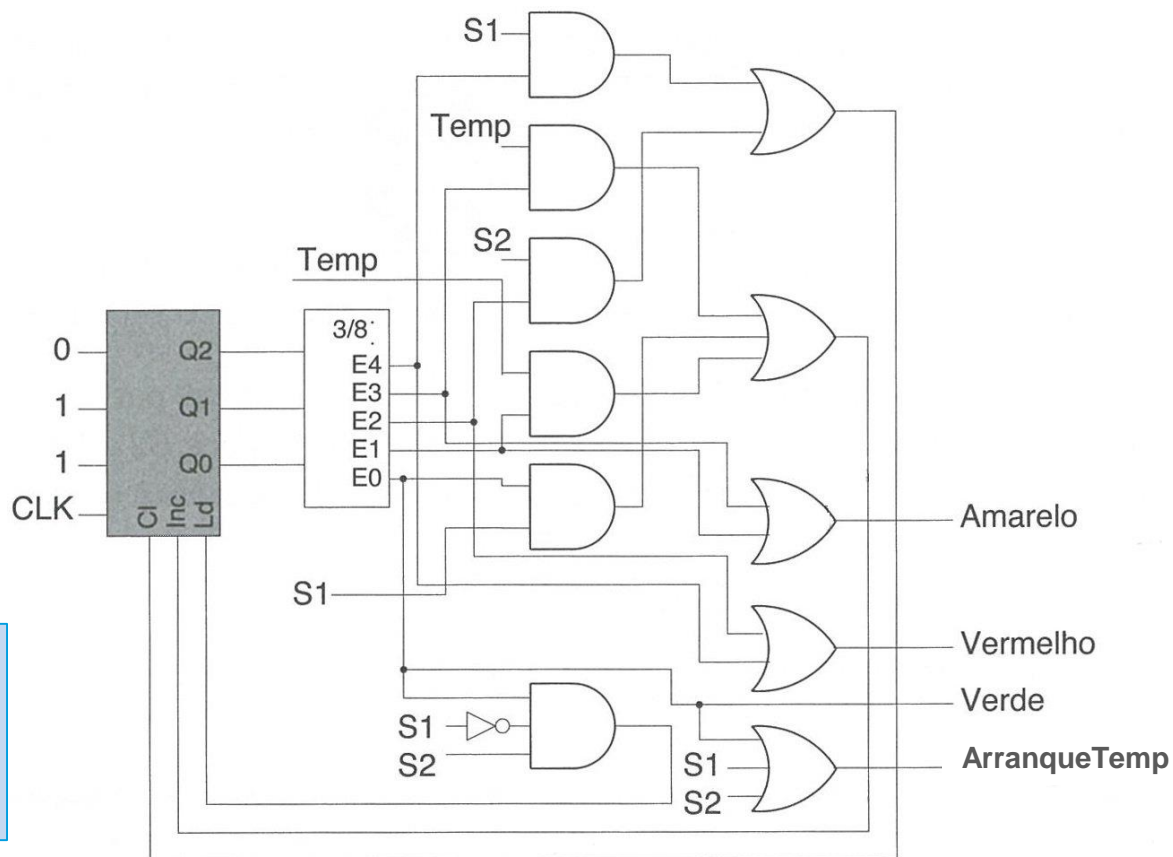 S1
Temp
S2
Temp
3/8:
0
Q2
E4
E3
1
Q1
E2
E1
1
Q0
E0
CLK
Cl
Inc
Ld
Amarelo
S1
Vermelho
Verde
S1
S2
S1
S2
ArranqueTemp